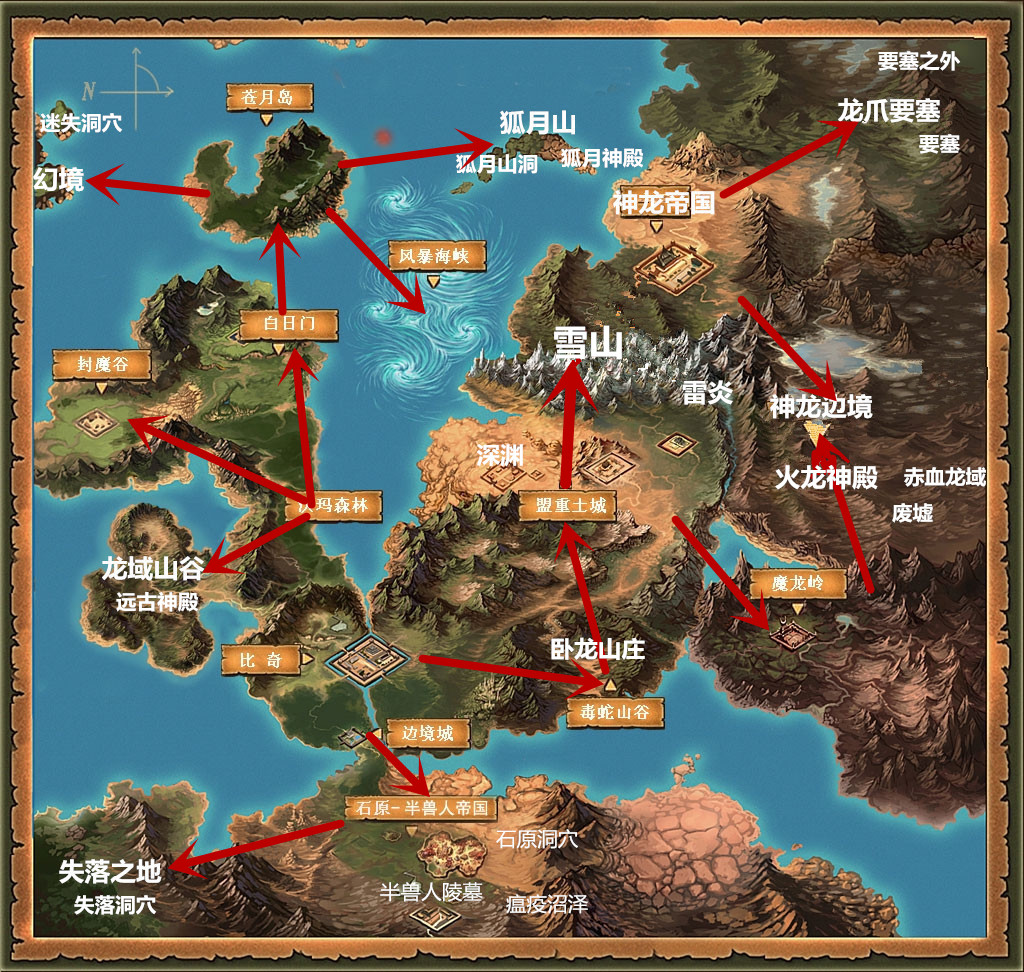 要塞之外
苍月岛
N
龙爪要塞
迷失洞穴
狐月山
要塞
狐月山洞
狐月神殿
幻境
神龙帝国
风暴海峡
白日门
雪山
封魔谷
雷炎
神龙边境
深渊
火龙神殿
赤血龙域
沃玛森林
盟重土城
废墟
龙域山谷
魔龙岭
远古神殿
卧龙山庄
比奇
毒蛇山谷
边境城
石原-半兽人帝国
石原洞穴
失落之地
半兽人陵墓
失落洞穴
瘟疫沼泽